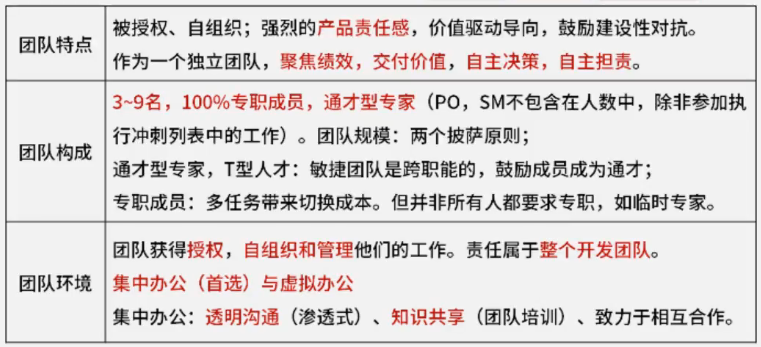 团队特点
被授权、自组织；强烈的产品责任感，价值驱动导向，鼓励建设性对抗。
作为一个独立团队，聚焦绩效，交付价值，自主决策，自主担责。
团队构成
3~9名，100%专职成员，通才型专家（PO，SM不包含在人数中，除非参加执
行冲刺列表中的工作）。团队规模：两个披萨原则；
通才型专家，T型人才：敏捷团队是跨职能的，鼓励成员成为通才；
专职成员：多任务带来切换成本。但并非所有人都要求专职，如临时专家。
团队环境
团队获得授权，自组织和管理他们的工作。责任属于整个开发团队。
集中办公（首选）与虚拟办公
集中办公：透明沟通（渗透式）、知识共享（团队培训）、致力于相互合作。